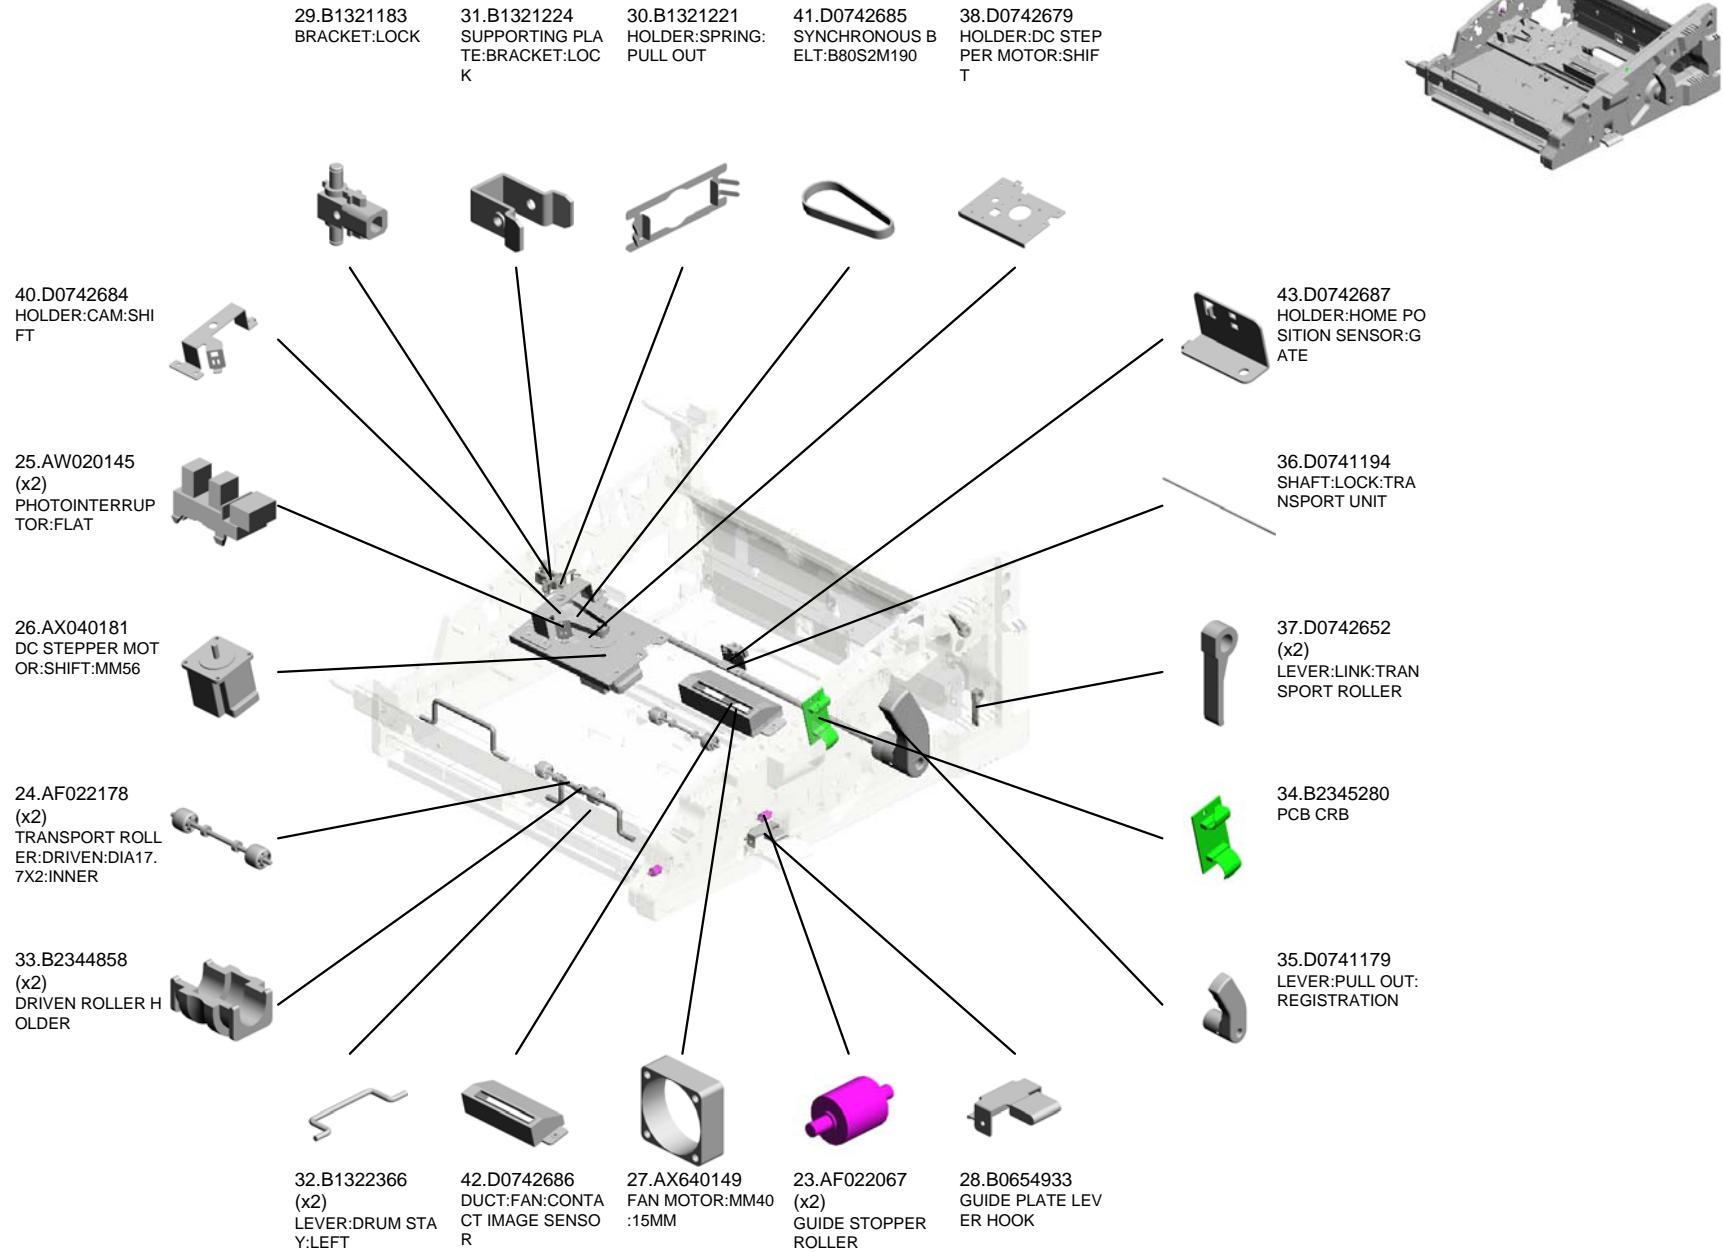 29.B1321183
BRACKET:LOCK
31.B1321224
SUPPORTING PLA
TE:BRACKET:LOC
K
30.B1321221
HOLDER:SPRING:
PULL OUT
41.D0742685
SYNCHRONOUS B
ELT:B80S2M190
38.D0742679
HOLDER:DC STEP
PER MOTOR:SHIF
T
40.D0742684
HOLDER:CAM:SHI
FT
43.D0742687
HOLDER:HOME PO
SITION SENSOR:G
ATE
25.AW020145
(x2)
PHOTOINTERRUP
TOR:FLAT
36.D0741194
SHAFT:LOCK:TRA
NSPORT UNIT
26.AX040181
DC STEPPER MOT
OR:SHIFT:MM56
37.D0742652
(x2)
LEVER:LINK:TRAN
SPORT ROLLER
24.AF022178
(x2)
TRANSPORT ROLL
ER:DRIVEN:DIA17.
7X2:INNER
34.B2345280
PCB CRB
33.B2344858
(x2)
DRIVEN ROLLER H
OLDER
35.D0741179
LEVER:PULL OUT:
REGISTRATION
32.B1322366
(x2)
LEVER:DRUM STA
Y:LEFT
42.D0742686
DUCT:FAN:CONTA
CT IMAGE SENSO
R
27.AX640149
FAN MOTOR:MM40
:15MM
23.AF022067
(x2)
GUIDE STOPPER
ROLLER
28.B0654933
GUIDE PLATE LEV
ER HOOK